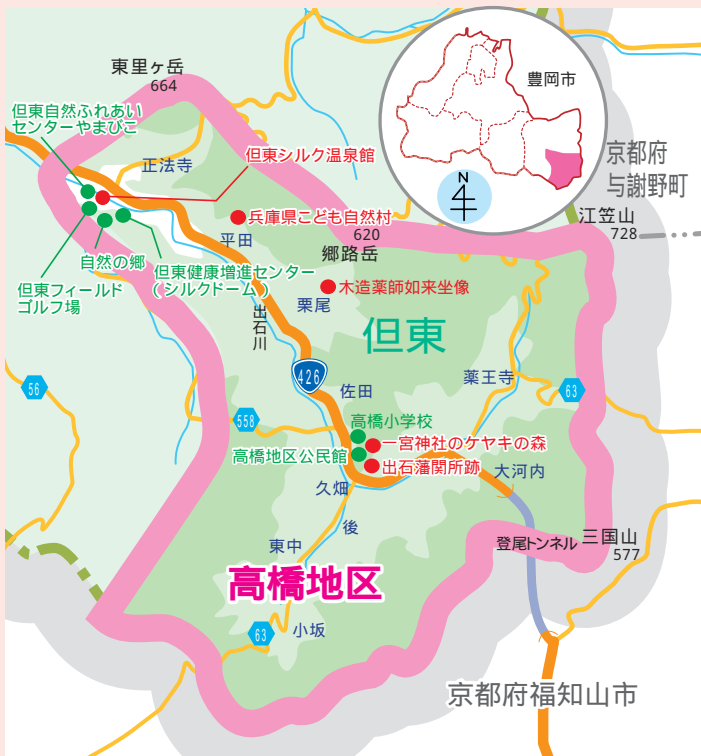 東里ヶ岳
664
但東自然ふれあい
センターやまびこ
正法寺
但東シルク温泉館
兵庫県こども自然村
平田
620
郷路岳
自然の郷
但東フィールド
ゴルフ場
但東健康増進センター
(シルクドーム)
出石川
栗尾
木造薬師如来坐像
但東
426
佐田
薬王寺
56
63
558
高橋小学校
一宮神社のケヤキの森
高橋地区公民館
出石藩関所跡
久畑
大河内
後
東中
登尾トンネル
三国山
577
高橋地区
63
小坂
京都府福知山市
豊岡市
N
京都府
与謝野町
江笠山
728